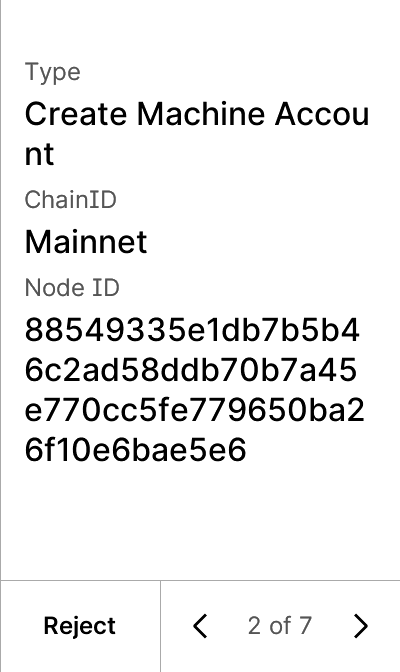 Type
Create Machine Accou
nt
ChainID
Mainnet
Node ID
88549335e1db7b5b4
6c2ad58ddb70b7a45
e770cc5fe779650ba2
6f10e6bae5e6
Reject 2 of 7